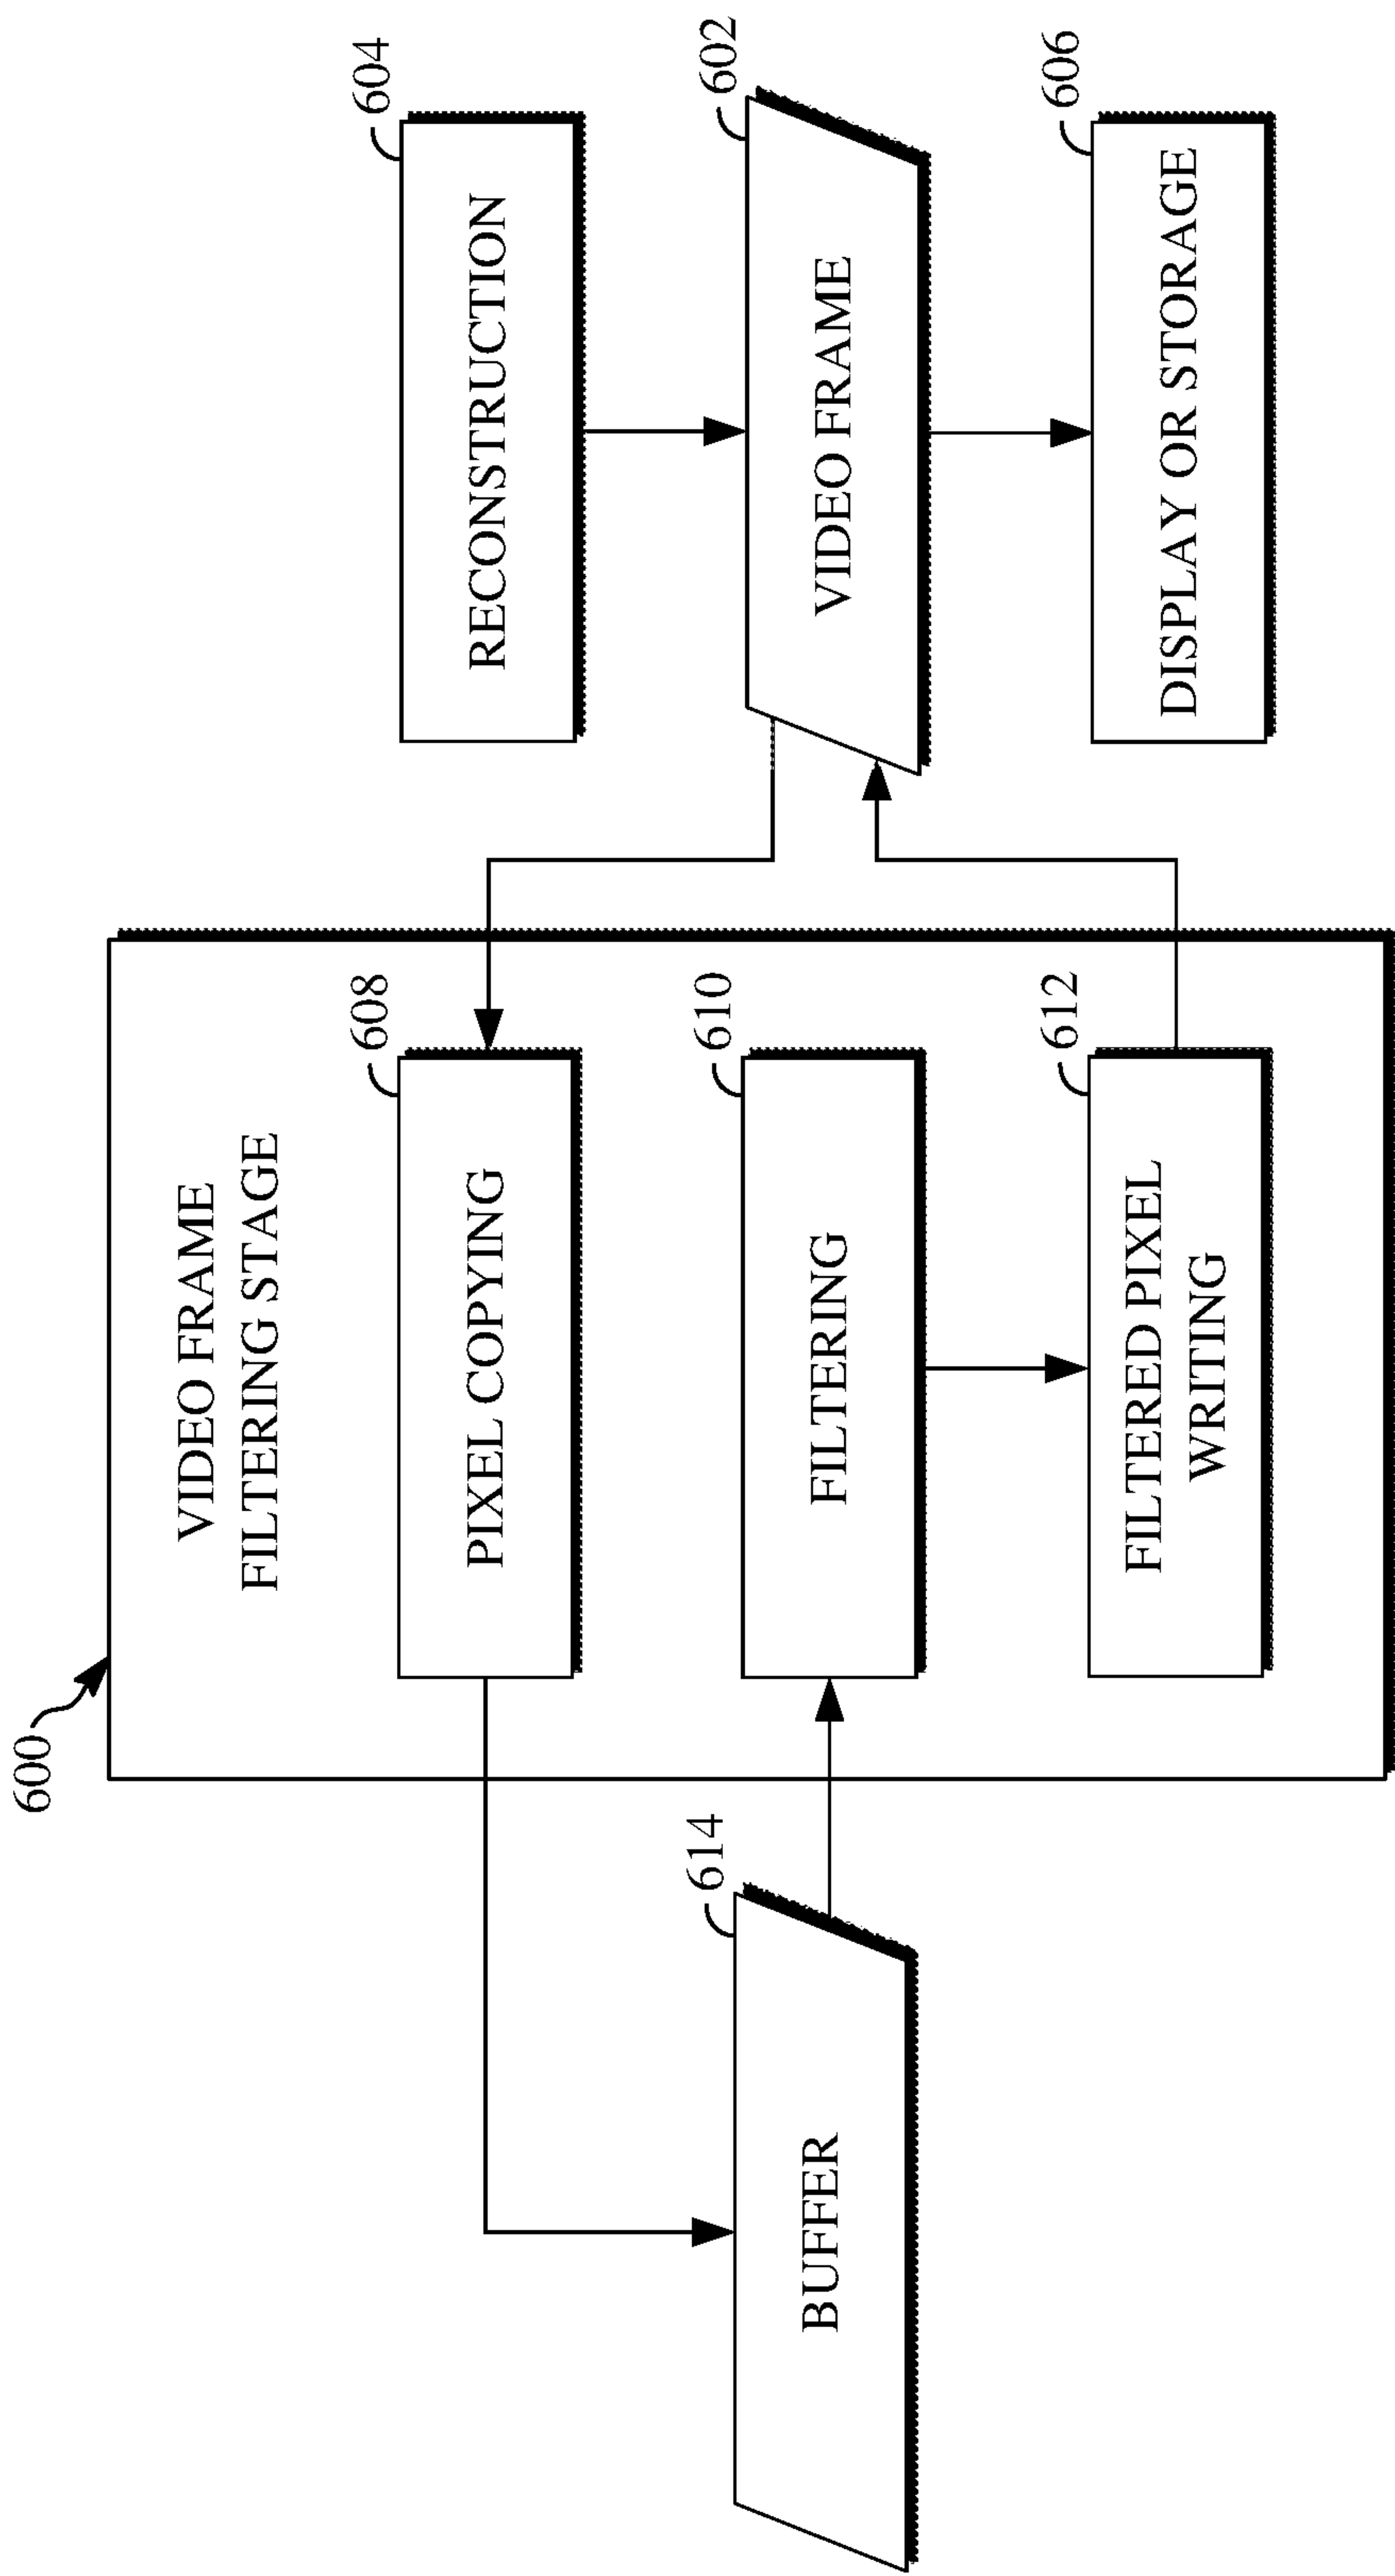 600
VIDEO FRAME
FILTERING STAGE
604
RECONSTRUCTION
608
PIXEL COPYING
614
BUFFER
610
FILTERING
602
VIDEO FRAME
612
FILTERED PIXEL
WRITING
606
DISPLAY OR STORAGE